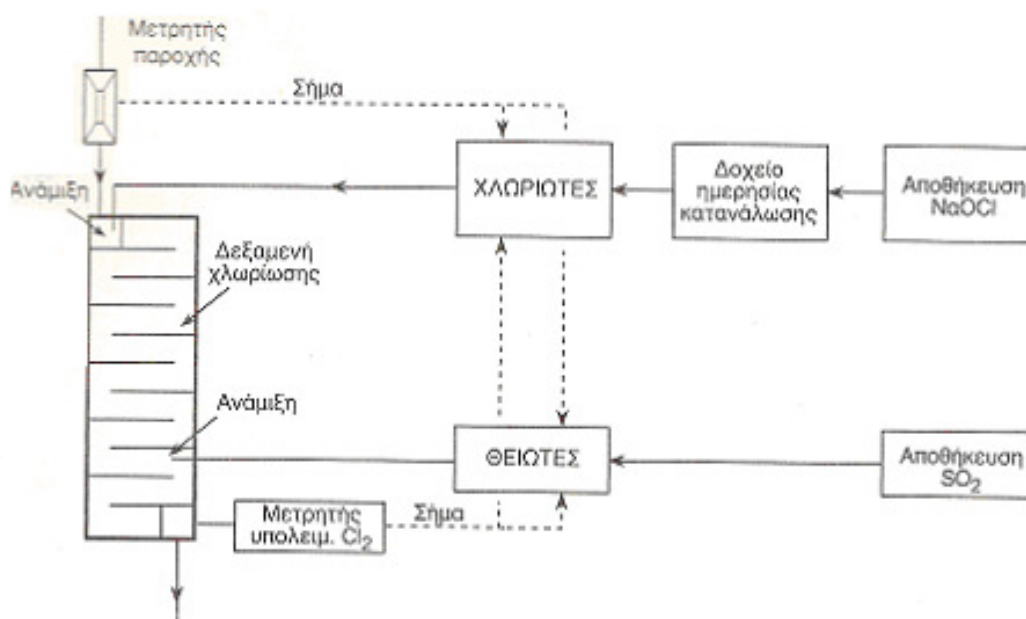 Μετρητής
παροχής
Σήμα
Ανάμιξη
ΧΛΩΡΙΩΤΕΣ
Δοχείο
ημερησίας
κατανάλωσης
Αποθήκευση
NaOCl
Δεξαμενή
χλωρίωσης
Ανάμιξη
ΘΕΙΩΤΕΣ
Αποθήκευση
SO₂
Μετρητής
υπολειμ. Cl₂
Σήμα